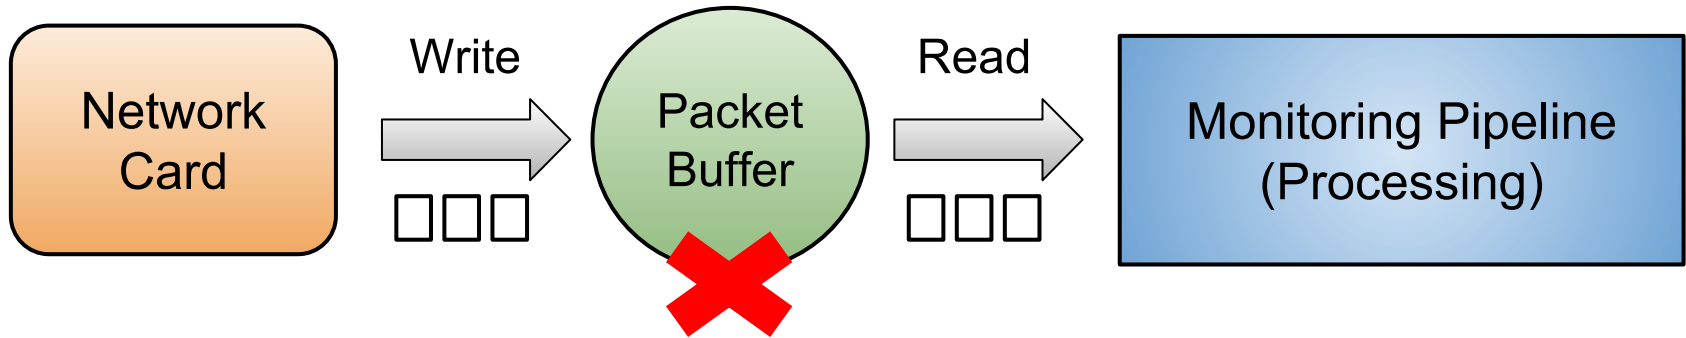 Network
Card
Write
Packet
Buffer
Read
Monitoring Pipeline
(Processing)